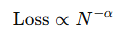 Loss ∝ N^{-α}